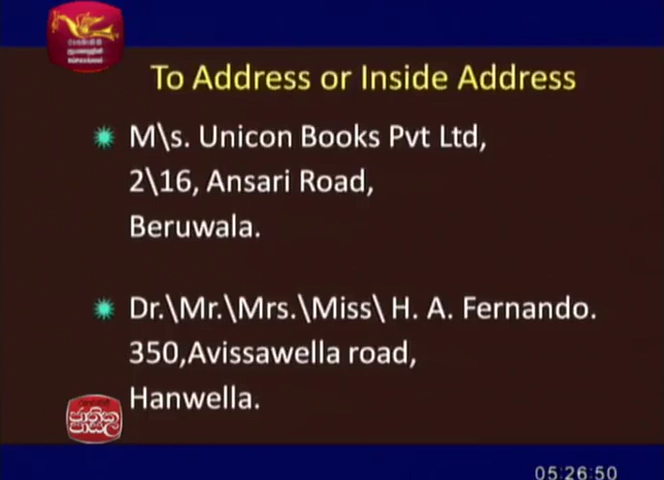 To Address or Inside Address
M\s. Unicon Books Pvt Ltd,
2\16, Ansari Road,
Beruwala.
Dr.\Mr.\Mrs.\Miss\ H. A. Fernando.
350,Avissawella road,
Hanwella.
ජාතික
පාසල
05:26:50